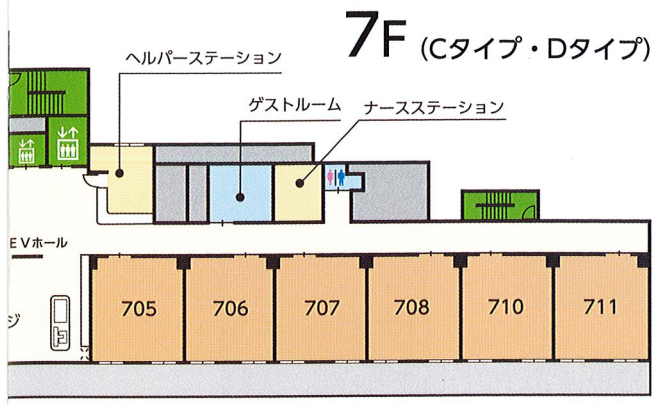 7F (Cタイプ・Dタイプ)
ヘルパーステーション
ゲストルーム
ナースステーション
EVホール
ジ
705
706
707
708
710
711